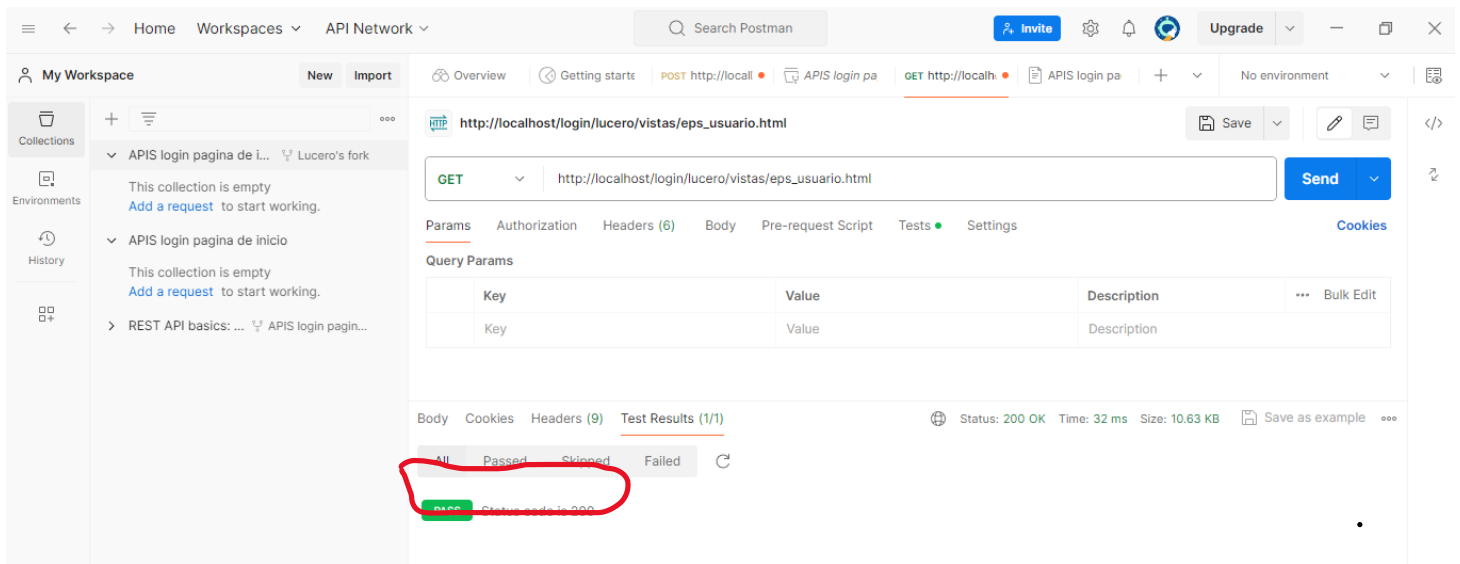 Home Workspaces API Network Search Postman Invite Upgrade
My Workspace New Import Overview Getting starte POST http://locall APIS login pa GET http://localh APIS login pa No environment
http://localhost/login/lucero/vistas/eps_usuario.html Save
Collections
APIS login pagina de i... Lucero's fork
This collection is empty
Add a request to start working.
GET http://localhost/login/lucero/vistas/eps_usuario.html Send
Environments
Params Authorization Headers (6) Body Pre-request Script Tests Settings Cookies
APIS login pagina de inicio
History
Query Params
This collection is empty
Add a request to start working.
Key Value Description Bulk Edit
REST API basics: ... APIS login pagin...
Key Value Description
Body Cookies Headers (9) Test Results (1/1) Status: 200 OK Time: 32 ms Size: 10.63 KB Save as example
All Passed Skipped Failed
PASS Status code is 200